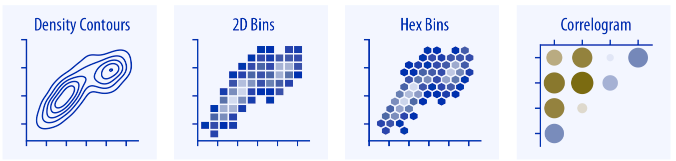 Density Contours
2D Bins
Hex Bins
Correlogram